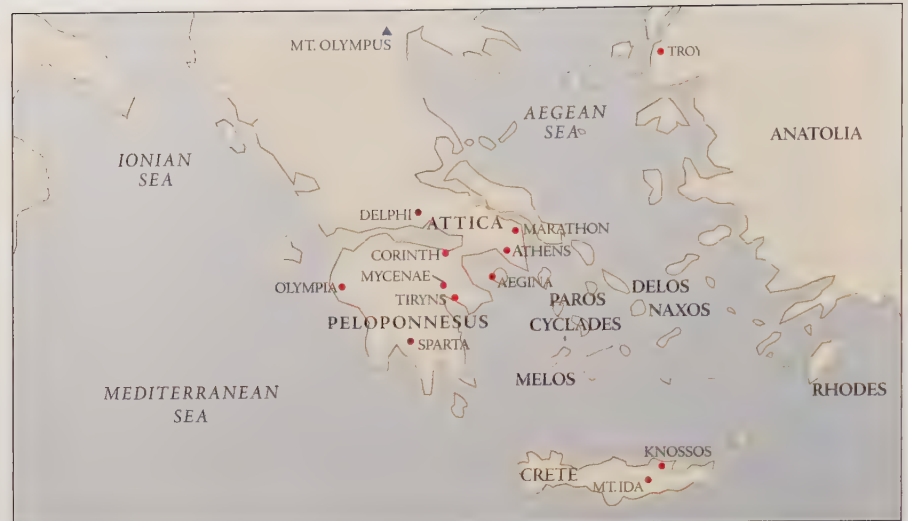 MT. OLYMPUS
TROY
AEGEAN
SEA
ANATOLIA
IONIAN
SEA
DELPHI
ATTICA
MARATHON
CORINTH
ATHENS
MYCENAE
AEGINA
OLYMPIA
TIRYNS
PAROS
DELOS
NAXOS
PELOPONNESUS
CYCLADES
SPARTA
MELOS
MEDITERRANEAN
SEA
RHODES
KNOSSOS
CRETE
MT. IDA